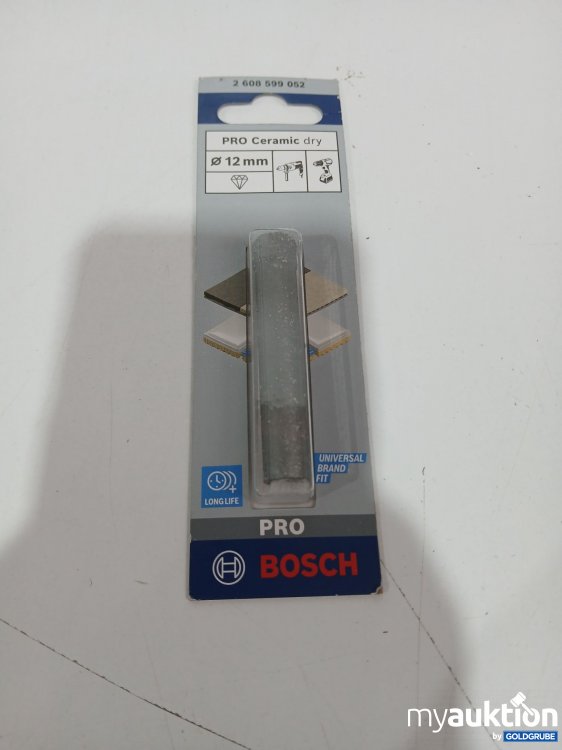 2 608 599 052
PRO Ceramic dry
Ø 12 mm
UNIVERSAL
BRAND
FIT
LONG LIFE
PRO
BOSCH
myauktion
by GOLDGRUBE